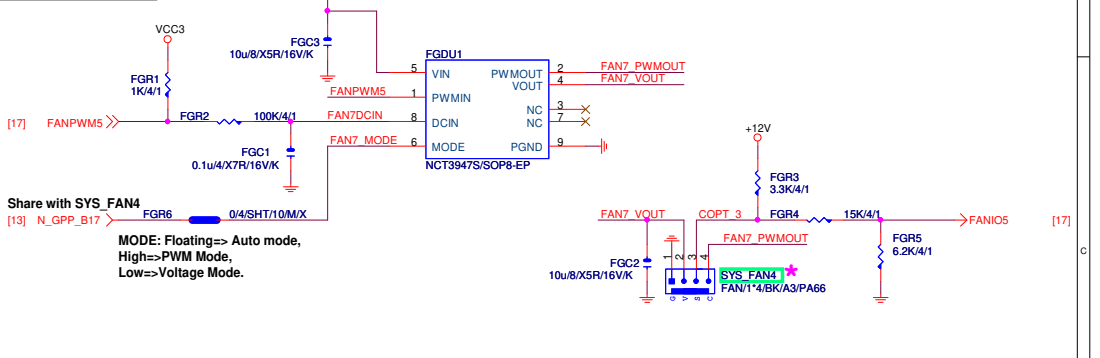 VCC3
FGR1
1K/4/1
FGC3
10u/8/X5R/16V/K
FGDU1
5 VIN PWMOUT 2 FAN7_PWMOUT
VOUT 4 FAN7_VOUT
FANPWM5 1 PWMIN
NC 3
[17] FANPWM5 FGR2 100K/4/1 FAN7DCIN 8 DCIN NC 7
FAN7_MODE 6 MODE PGND 9
FGC1
0.1u/4/X7R/16V/K
NCT3947S/SOP8-EP
+12V
FGR3
3.3K/4/1
Share with SYS_FAN4
[13] N_GPP_B17 FGR6 0/4/SHT/10/M/X
MODE: Floating=> Auto mode,
High=>PWM Mode,
Low=>Voltage Mode.
FAN7_VOUT COPT_3 FGR4 15K/4/1 FANIO5 [17]
FAN7_PWMOUT
FGR5
6.2K/4/1
FGC2
10u/8/X5R/16V/K
1 2 3 4
SYS_FAN4
FAN/1*4/BK/A3/PA66
G V S C
C